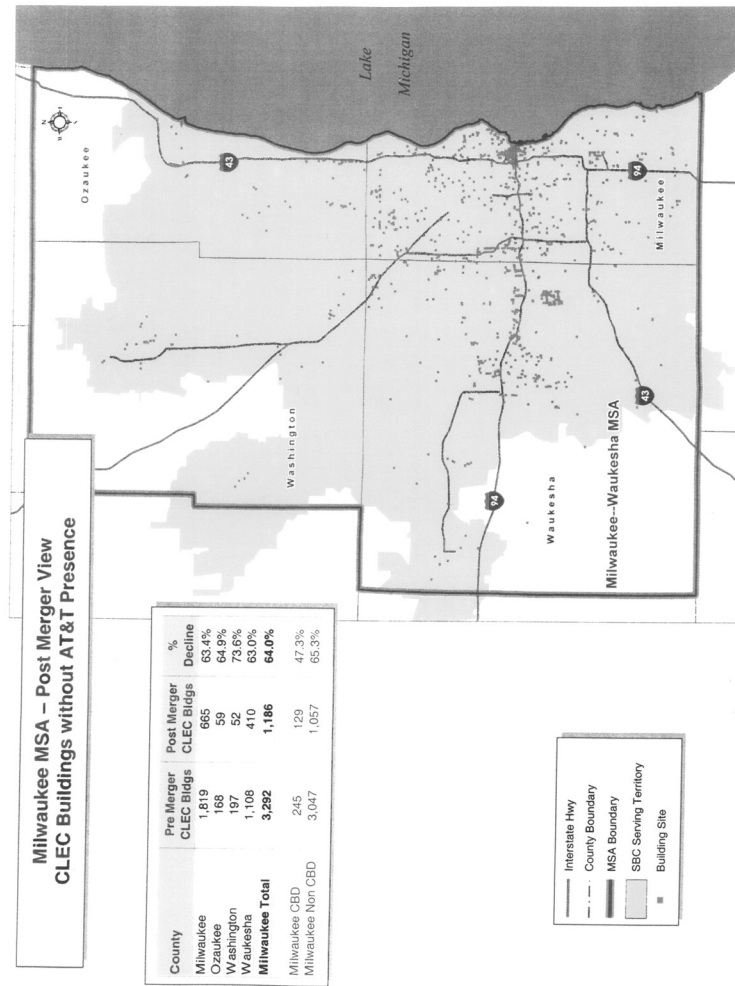 Milwaukee MSA – Post Merger View
CLEC Buildings without AT&T Presence
County Pre Merger CLEC Bldgs Post Merger CLEC Bldgs % Decline
Milwaukee 1,819 665 63.4%
Ozaukee 168 59 64.9%
Washington 197 52 73.6%
Waukesha 1,108 410 63.0%
Milwaukee Total 3,292 1,186 64.0%
Milwaukee CBD 245 129 47.3%
Milwaukee Non CBD 3,047 1,057 65.3%
Interstate Hwy
County Boundary
MSA Boundary
SBC Serving Territory
Building Site
Ozaukee
Lake
Michigan
43
Washington
94
Waukesha
Milwaukee--Waukesha MSA
43
Milwaukee
94